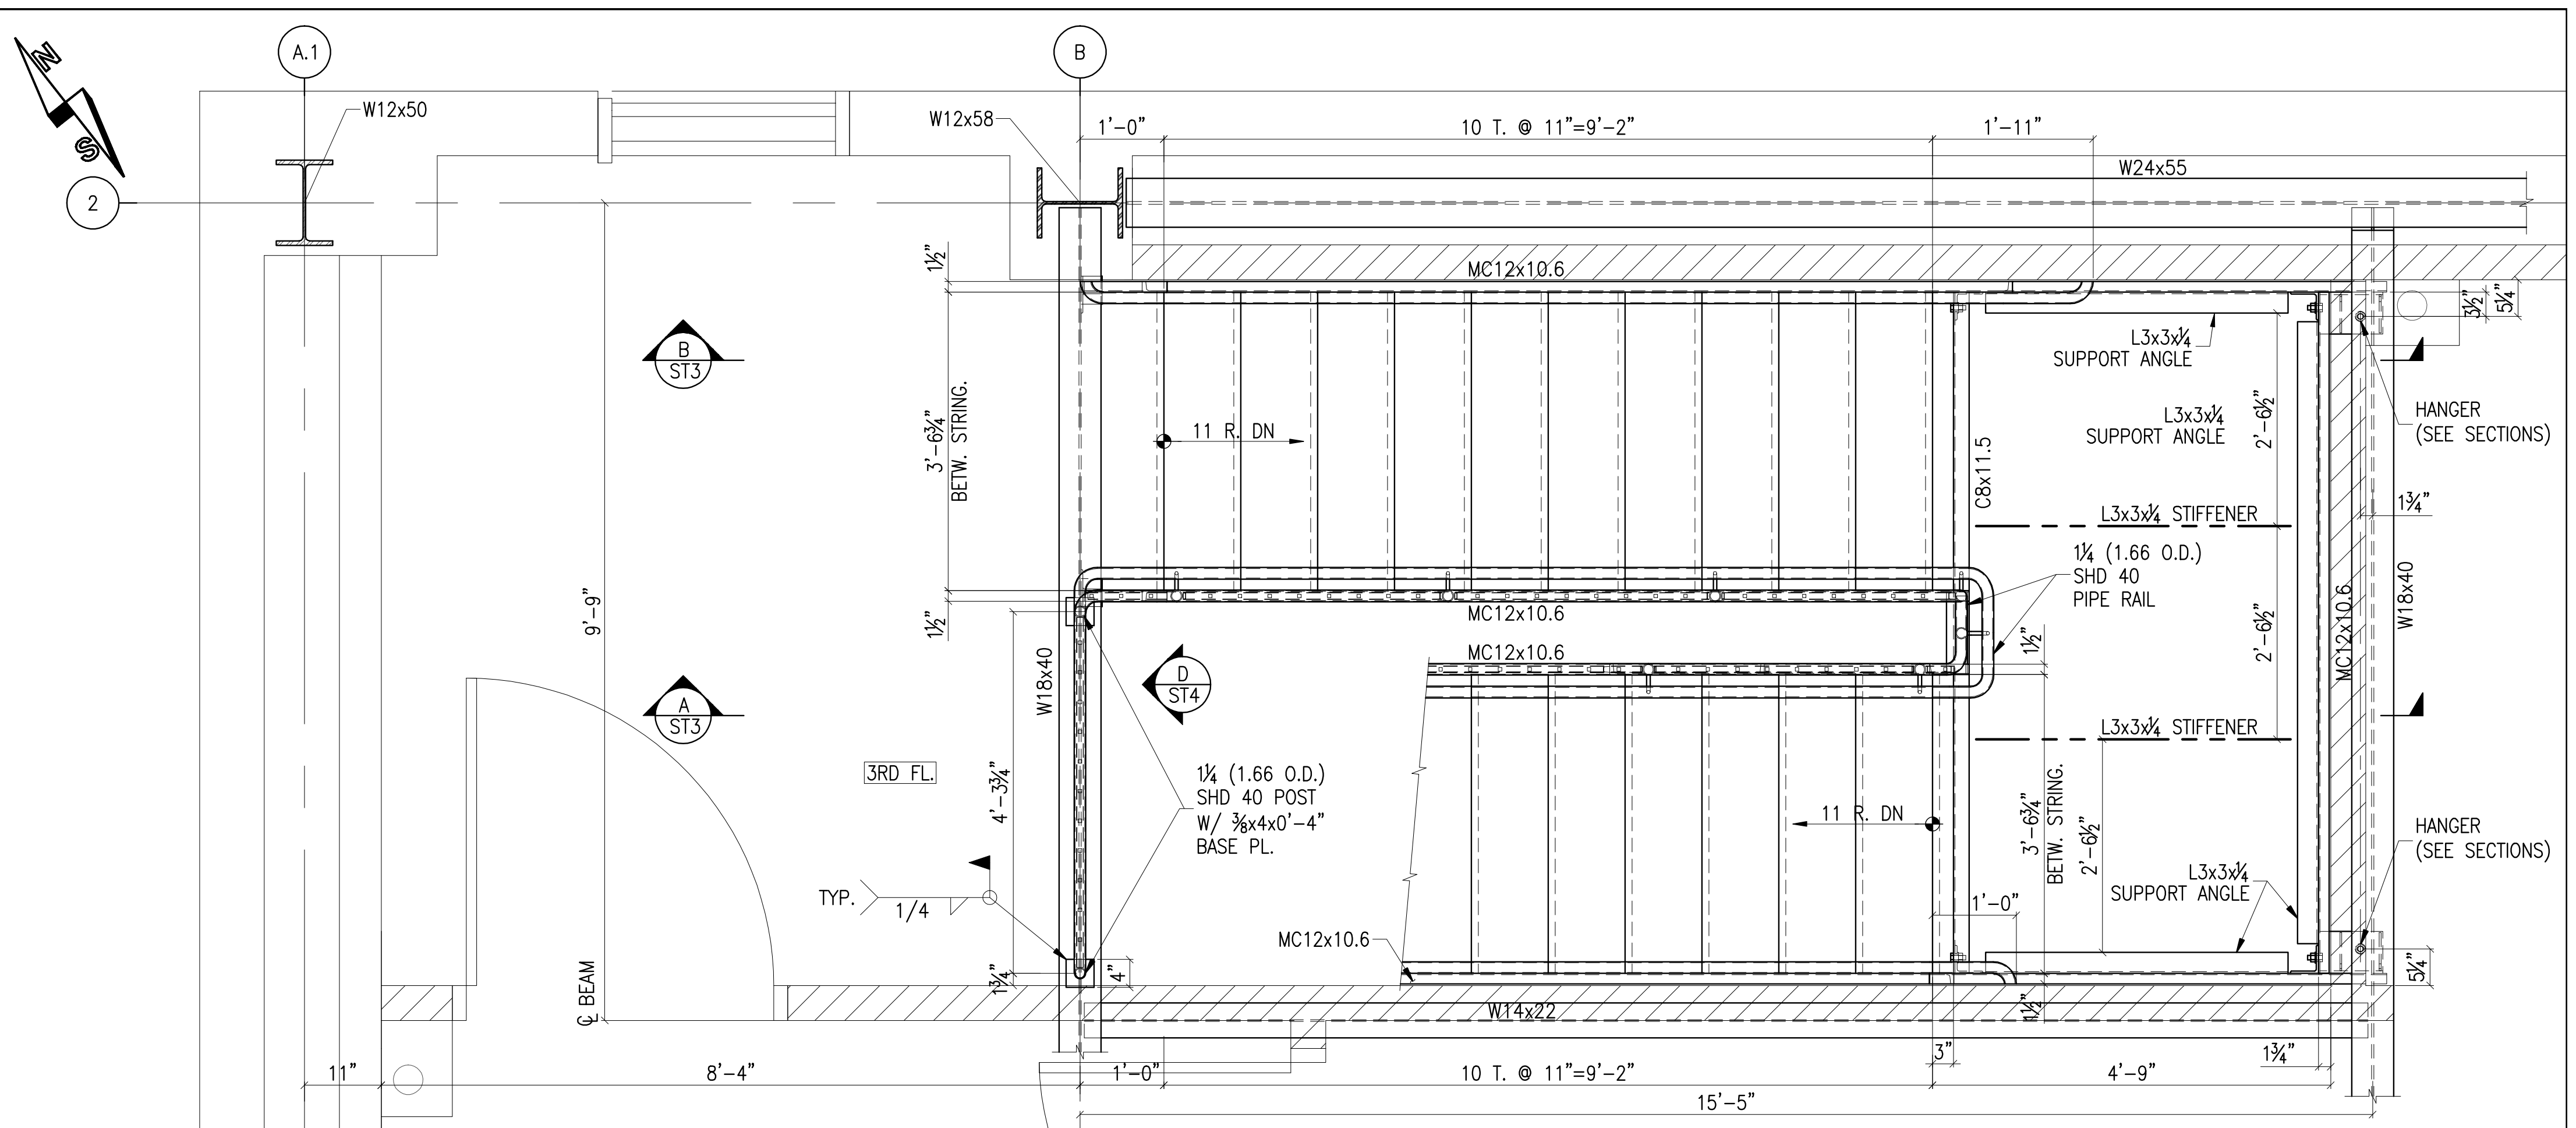 A.1
B
N
S
2
W12x50
W12x58
1'-0"
10 T. @ 11"=9'-2"
1'-11"
W24x55
1½"
MC12x10.6
3½"
5¼"
L3x3x¼
SUPPORT ANGLE
B
ST3
3'-6¾"
BETW. STRING.
11 R. DN
C8x11.5
L3x3x¼
SUPPORT ANGLE
2'-6½"
HANGER
(SEE SECTIONS)
L3x3x¼ STIFFENER
1¾"
1¼ (1.66 O.D.)
SHD 40
PIPE RAIL
9'-9"
1½"
MC12x10.6
MC12x10.6
1½"
W18x40
D
ST4
2'-6½"
MC12x10.6
W18x40
A
ST3
L3x3x¼ STIFFENER
3RD FL.
4'-3¾"
1¼ (1.66 O.D.)
SHD 40 POST
W/ ⅜x4x0'-4"
BASE PL.
11 R. DN
3'-6¾"
BETW. STRING.
2'-6½"
HANGER
(SEE SECTIONS)
L3x3x¼
SUPPORT ANGLE
TYP.
1/4
1'-0"
MC12x10.6
1¾"
4"
5¼"
℄ BEAM
W14x22
1½"
11"
8'-4"
1'-0"
10 T. @ 11"=9'-2"
3"
4'-9"
1¾"
15'-5"